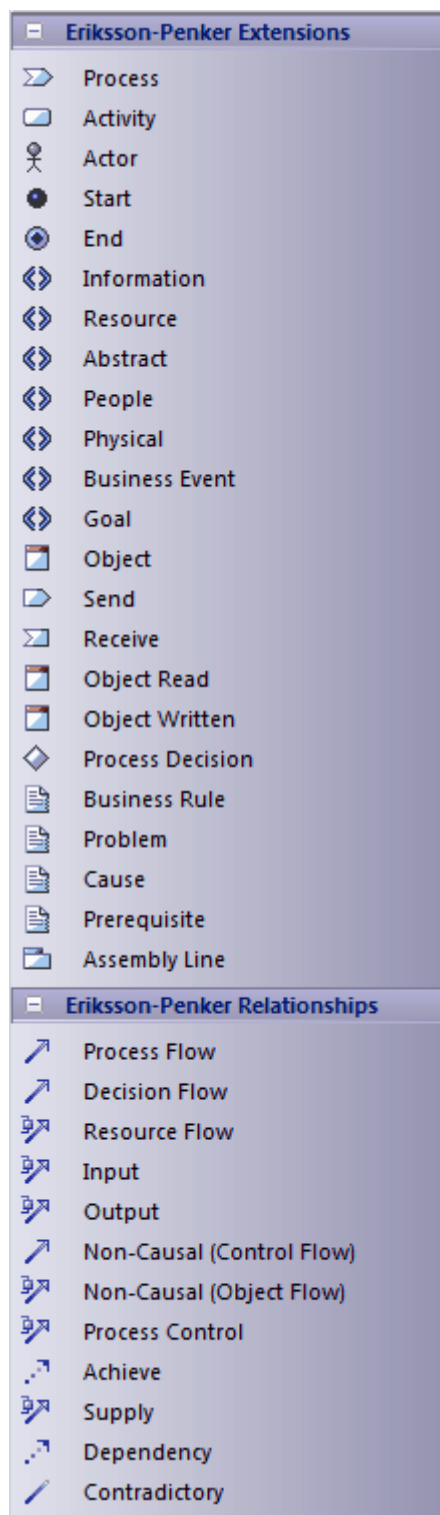 Eriksson-Penker Extensions
Process
Activity
Actor
Start
End
Information
Resource
Abstract
People
Physical
Business Event
Goal
Object
Send
Receive
Object Read
Object Written
Process Decision
Business Rule
Problem
Cause
Prerequisite
Assembly Line
Eriksson-Penker Relationships
Process Flow
Decision Flow
Resource Flow
Input
Output
Non-Causal (Control Flow)
Non-Causal (Object Flow)
Process Control
Achieve
Supply
Dependency
Contradictory